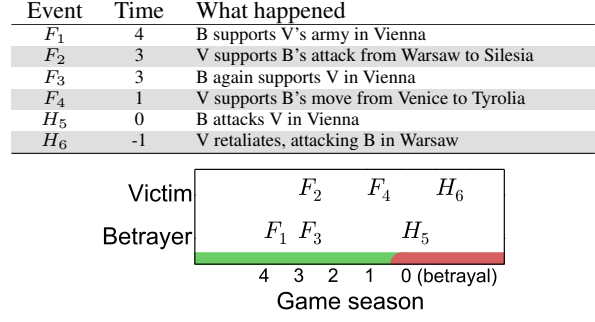 Event Time What happened
F1 4 B supports V's army in Vienna
F2 3 V supports B's attack from Warsaw to Silesia
F3 3 B again supports V in Vienna
F4 1 V supports B's move from Venice to Tyrolia
H5 0 B attacks V in Vienna
H6 -1 V retaliates, attacking B in Warsaw
Victim F2 F4 H6
Betrayer F1 F3 H5
4 3 2 1 0 (betrayal)
Game season